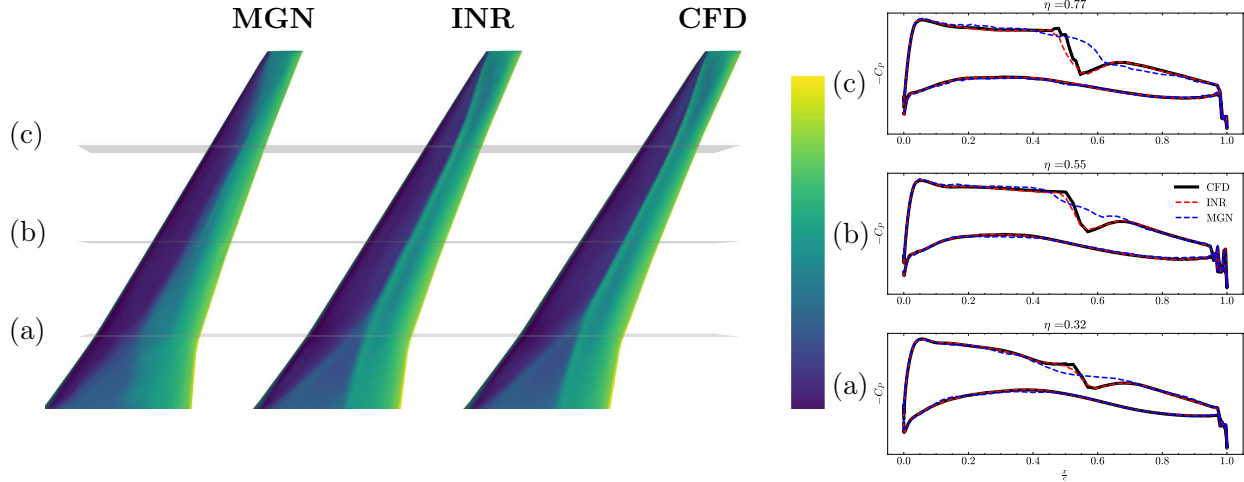 MGN INR CFD
(c)
(b)
(a)
η =0.77
(c)
−C_P
0.0 0.2 0.4 0.6 0.8 1.0
η =0.55
CFD
INR
MGN
(b)
−C_P
0.0 0.2 0.4 0.6 0.8 1.0
η =0.32
(a)
−C_P
0.0 0.2 0.4 0.6 0.8 1.0
x/c